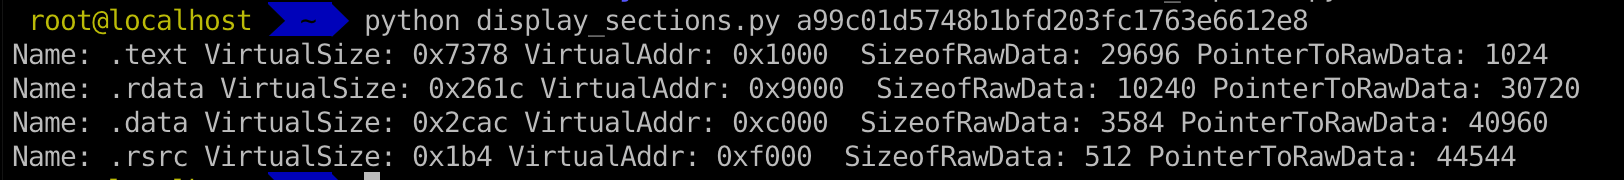 root@localhost ~ python display_sections.py a99c01d5748b1bfd203fc1763e6612e8
Name: .text VirtualSize: 0x7378 VirtualAddr: 0x1000  SizeofRawData: 29696 PointerToRawData: 1024
Name: .rdata VirtualSize: 0x261c VirtualAddr: 0x9000  SizeofRawData: 10240 PointerToRawData: 30720
Name: .data VirtualSize: 0x2cac VirtualAddr: 0xc000  SizeofRawData: 3584 PointerToRawData: 40960
Name: .rsrc VirtualSize: 0x1b4 VirtualAddr: 0xf000  SizeofRawData: 512 PointerToRawData: 44544